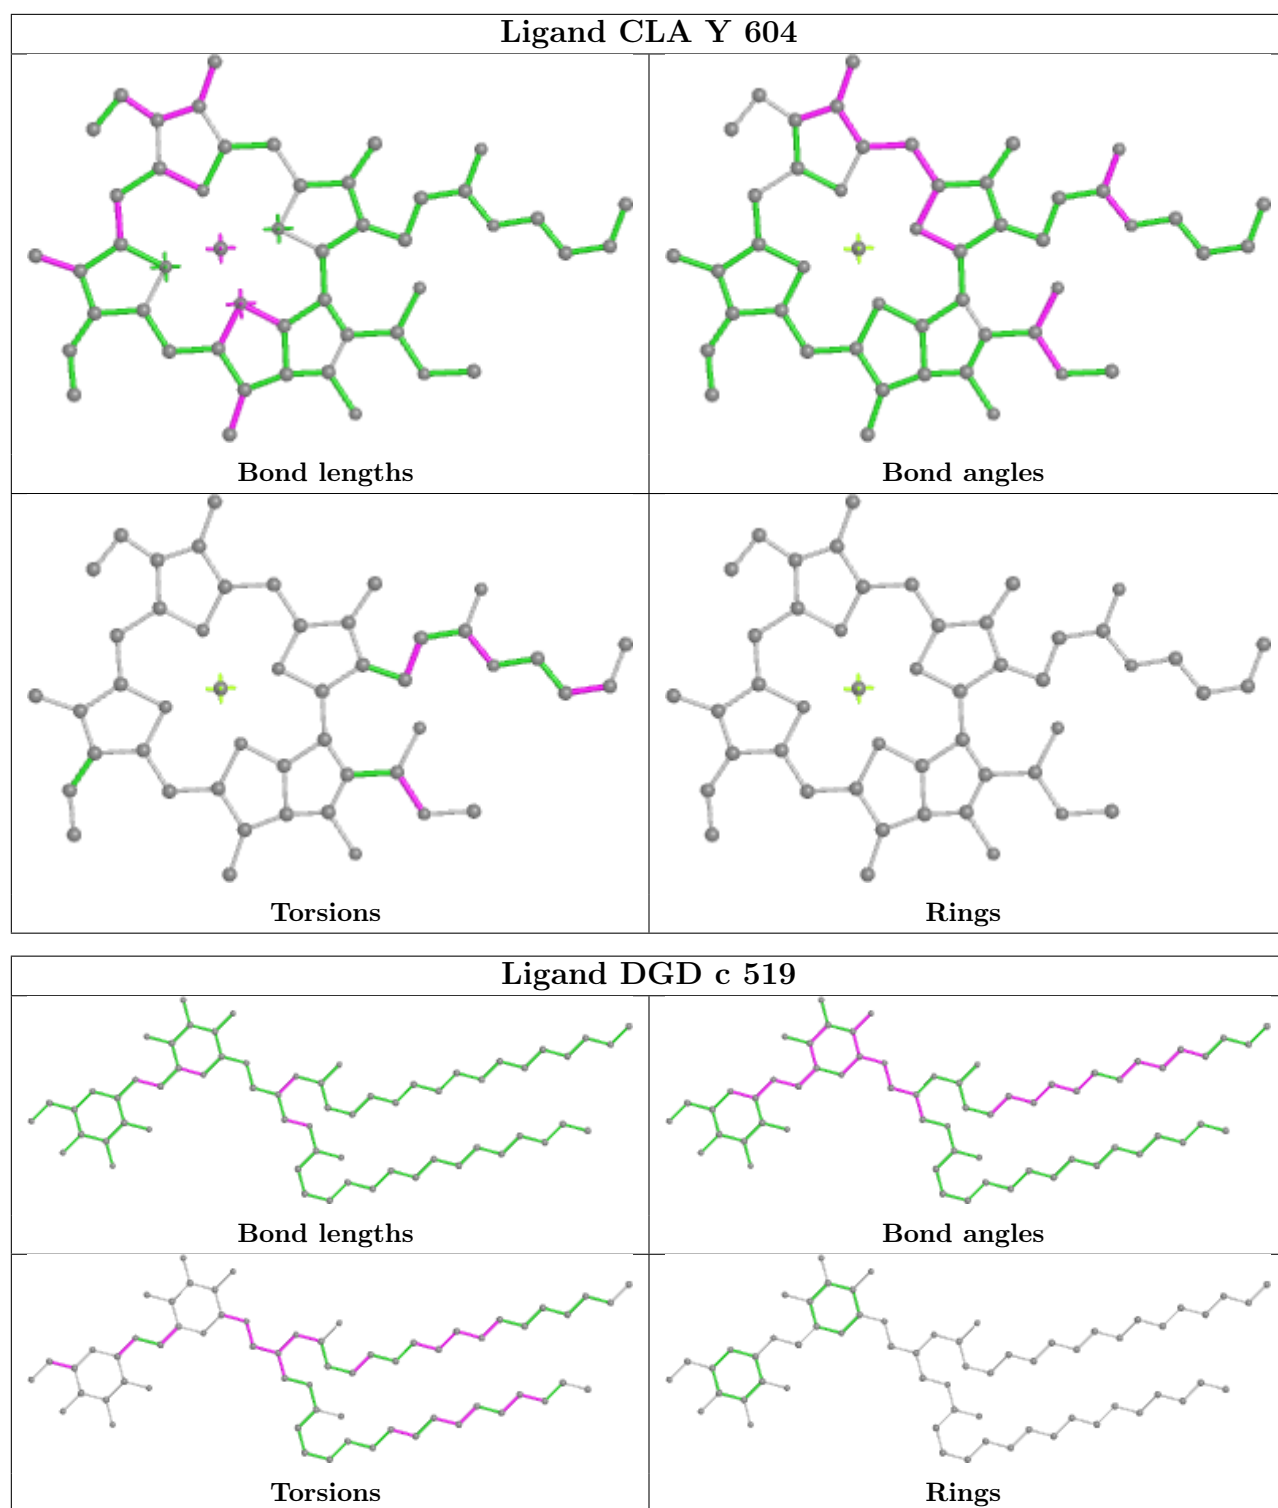 Ligand CLA Y 604
Bond lengths
Bond angles
Torsions
Rings
Ligand DGD c 519
Bond lengths
Bond angles
Torsions
Rings